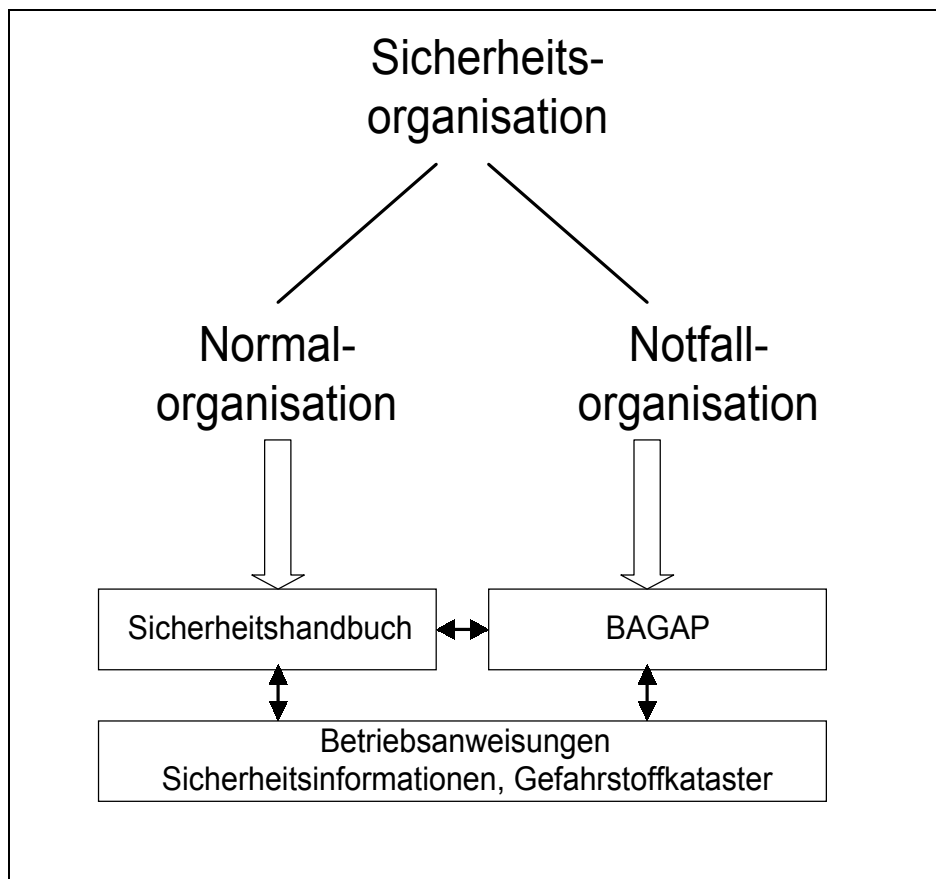 Sicherheits-
organisation
Normal-
organisation
Notfall-
organisation
Sicherheitshandbuch
BAGAP
Betriebsanweisungen
Sicherheitsinformationen, Gefahrstoffkataster